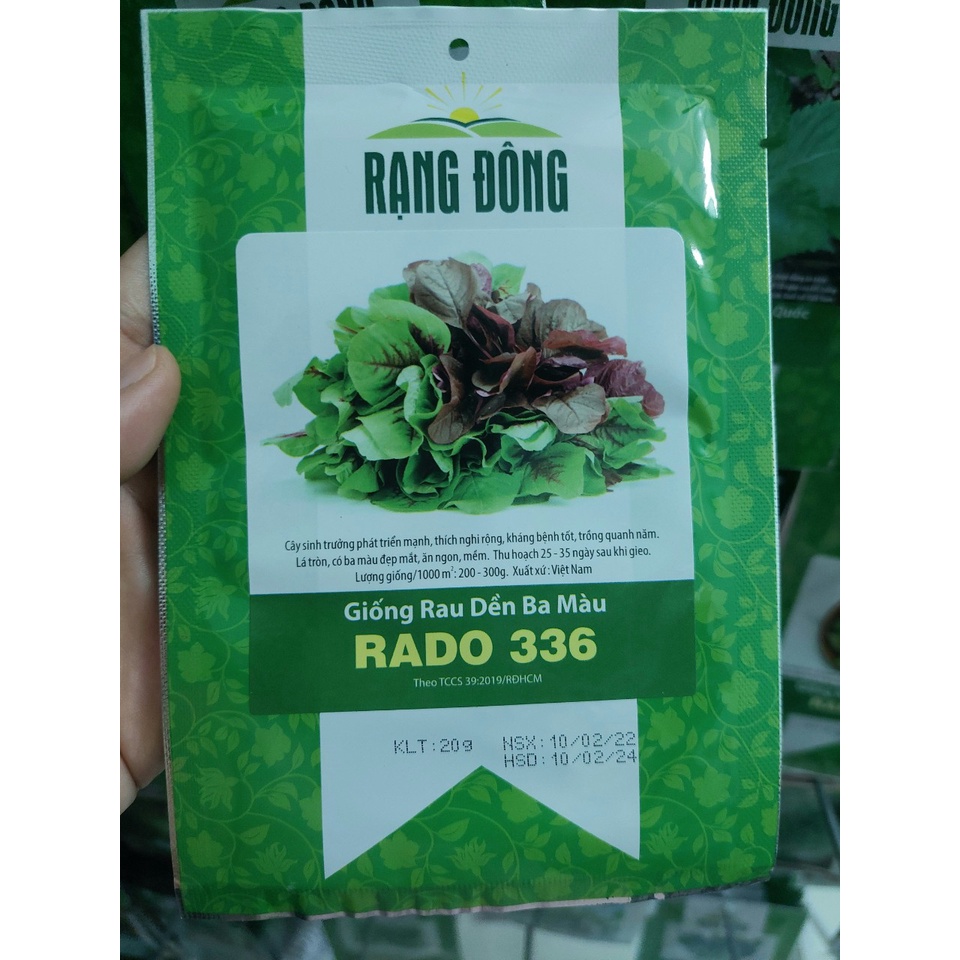 RẠNG ĐÔNG
RẠNG ĐÔNG
Cây sinh trưởng phát triển mạnh, thích nghi rộng, kháng bệnh tốt, trồng quanh năm.
Lá tròn, có ba màu đẹp mắt, ăn ngon, mềm. Thu hoạch 25 - 35 ngày sau khi gieo.
Lượng giống/1000 m²: 200 - 300g. Xuất xứ : Việt Nam
Giống Rau Dền Ba Màu
RADO 336
Theo TCCS 39:2019/RĐHCM
KLT:20g NSX:10/02/22
HSD:10/02/24
Quốc